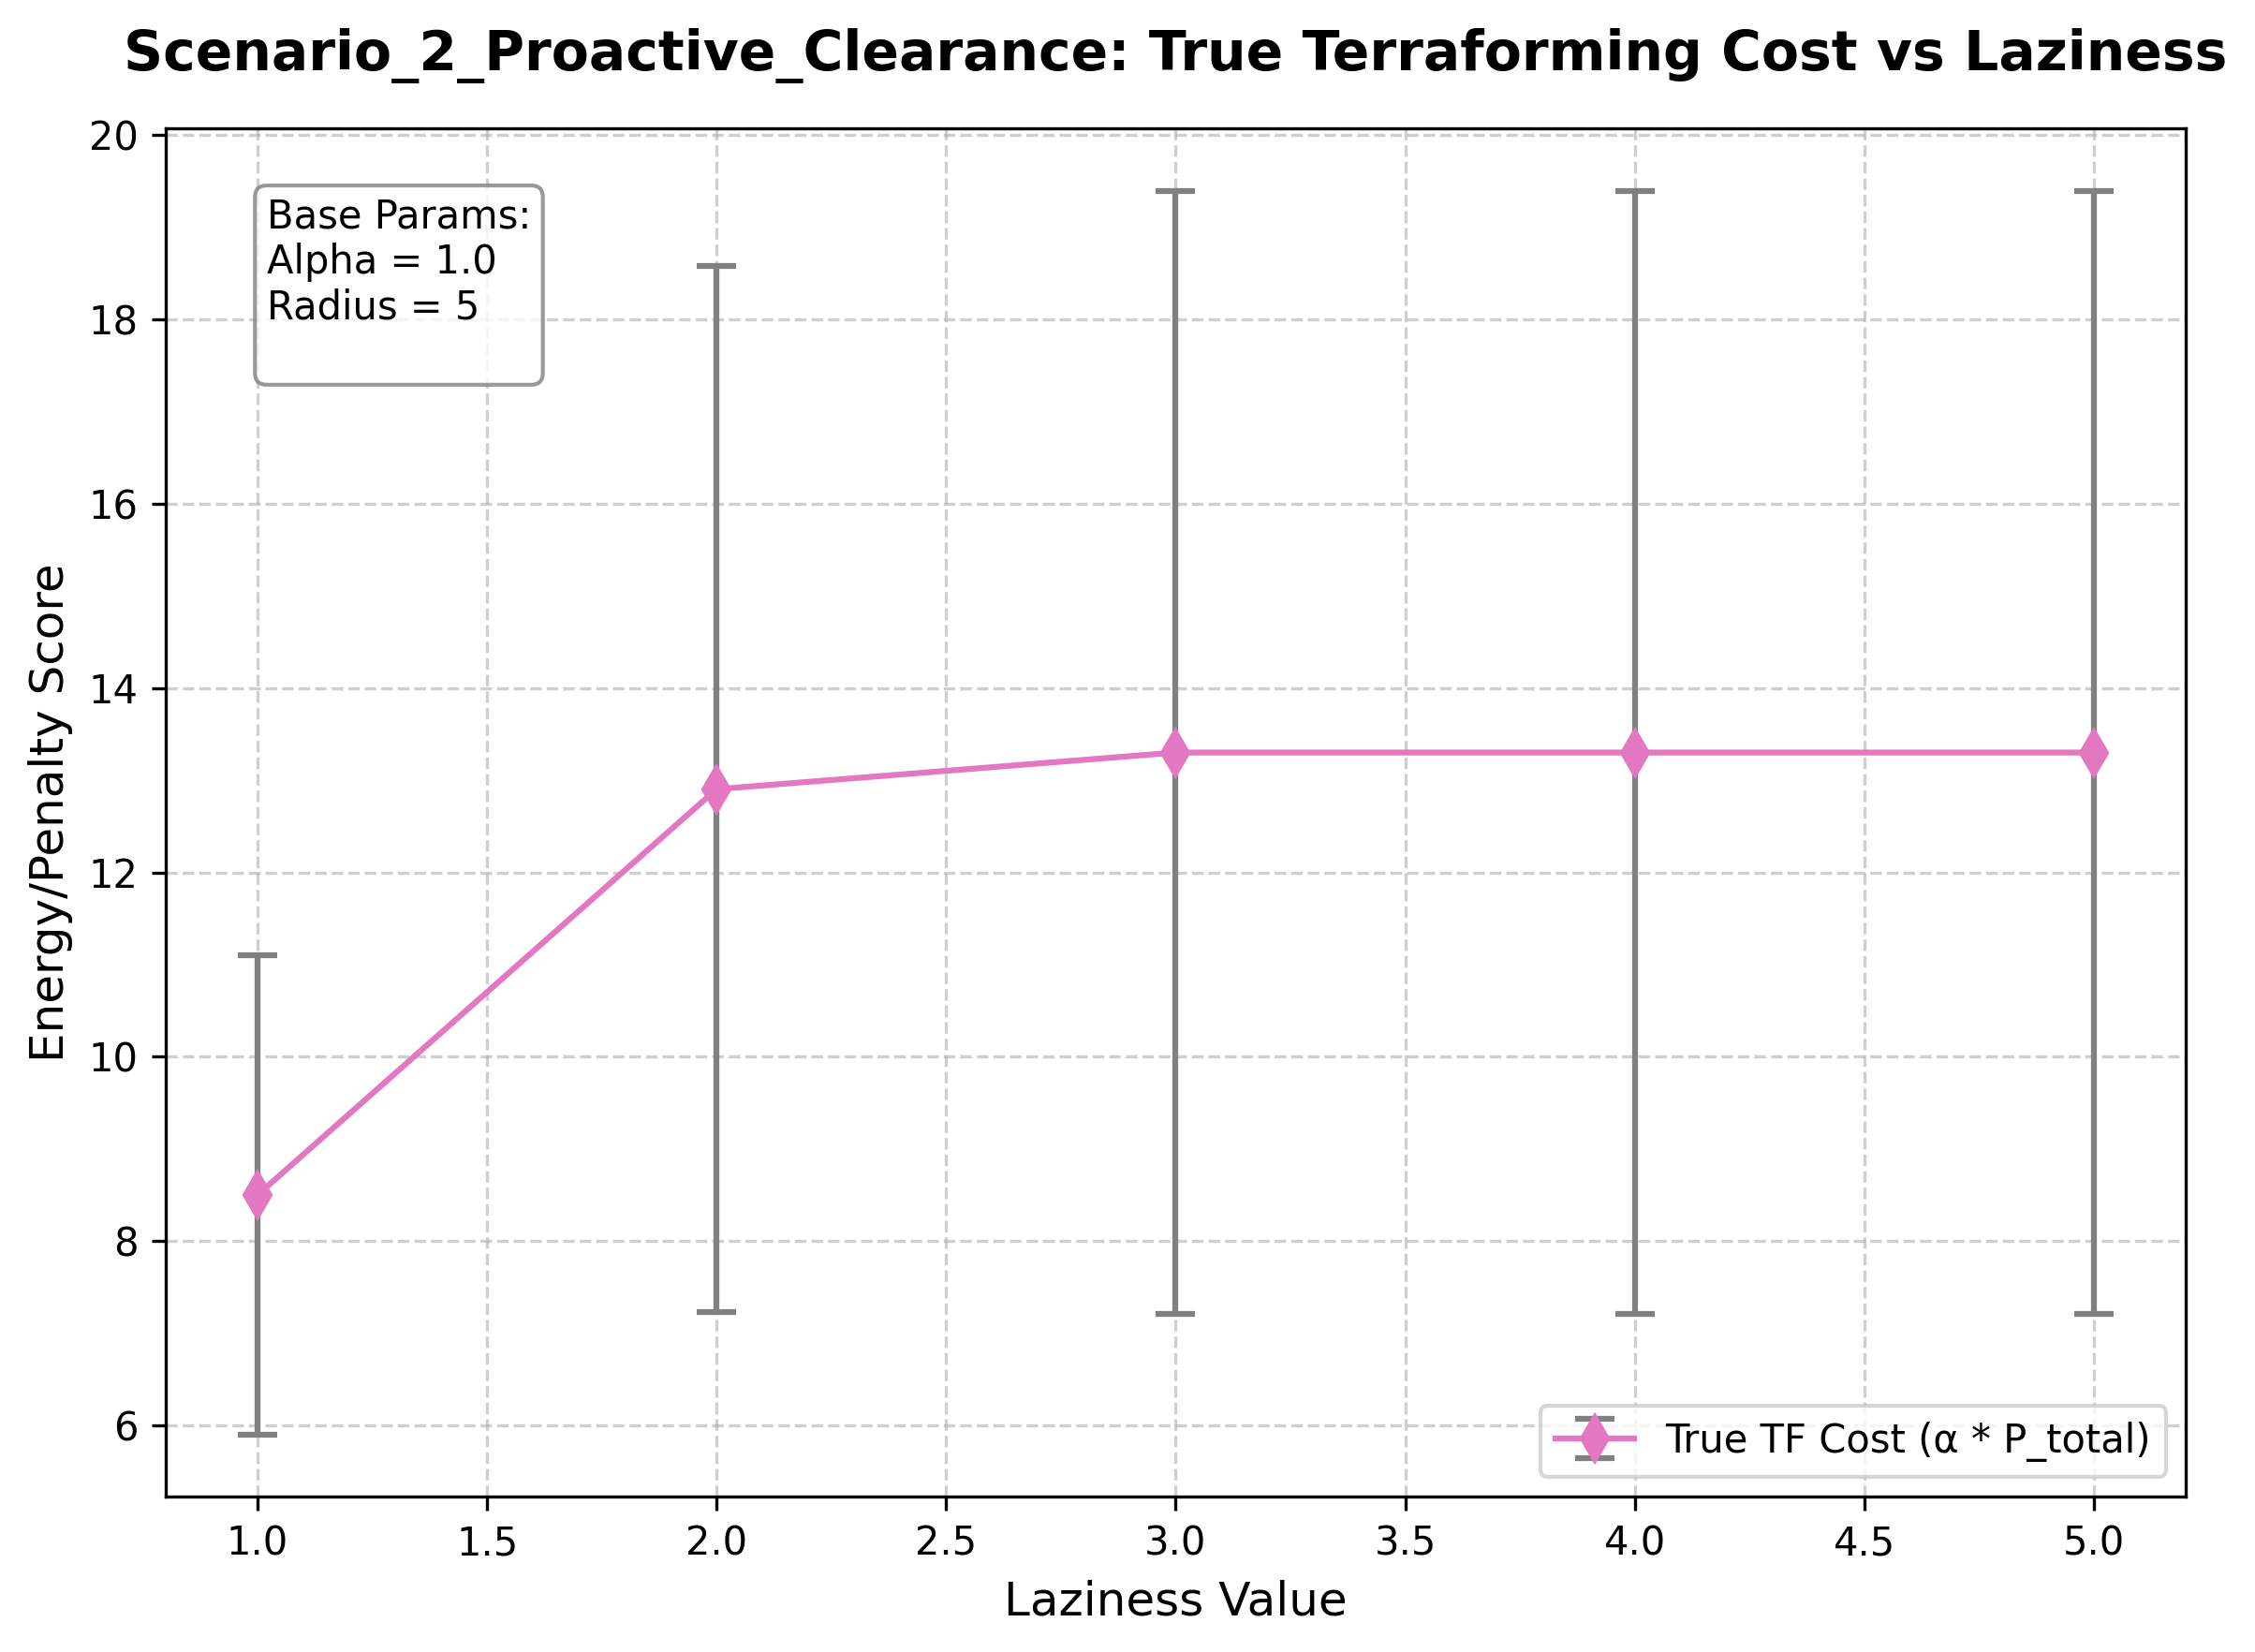 Scenario_2_Proactive_Clearance: True Terraforming Cost vs Laziness
Energy/Penalty Score
20
18
16
14
12
10
8
6
Base Params:
Alpha = 1.0
Radius = 5
True TF Cost (α * P_total)
1.0 1.5 2.0 2.5 3.0 3.5 4.0 4.5 5.0
Laziness Value